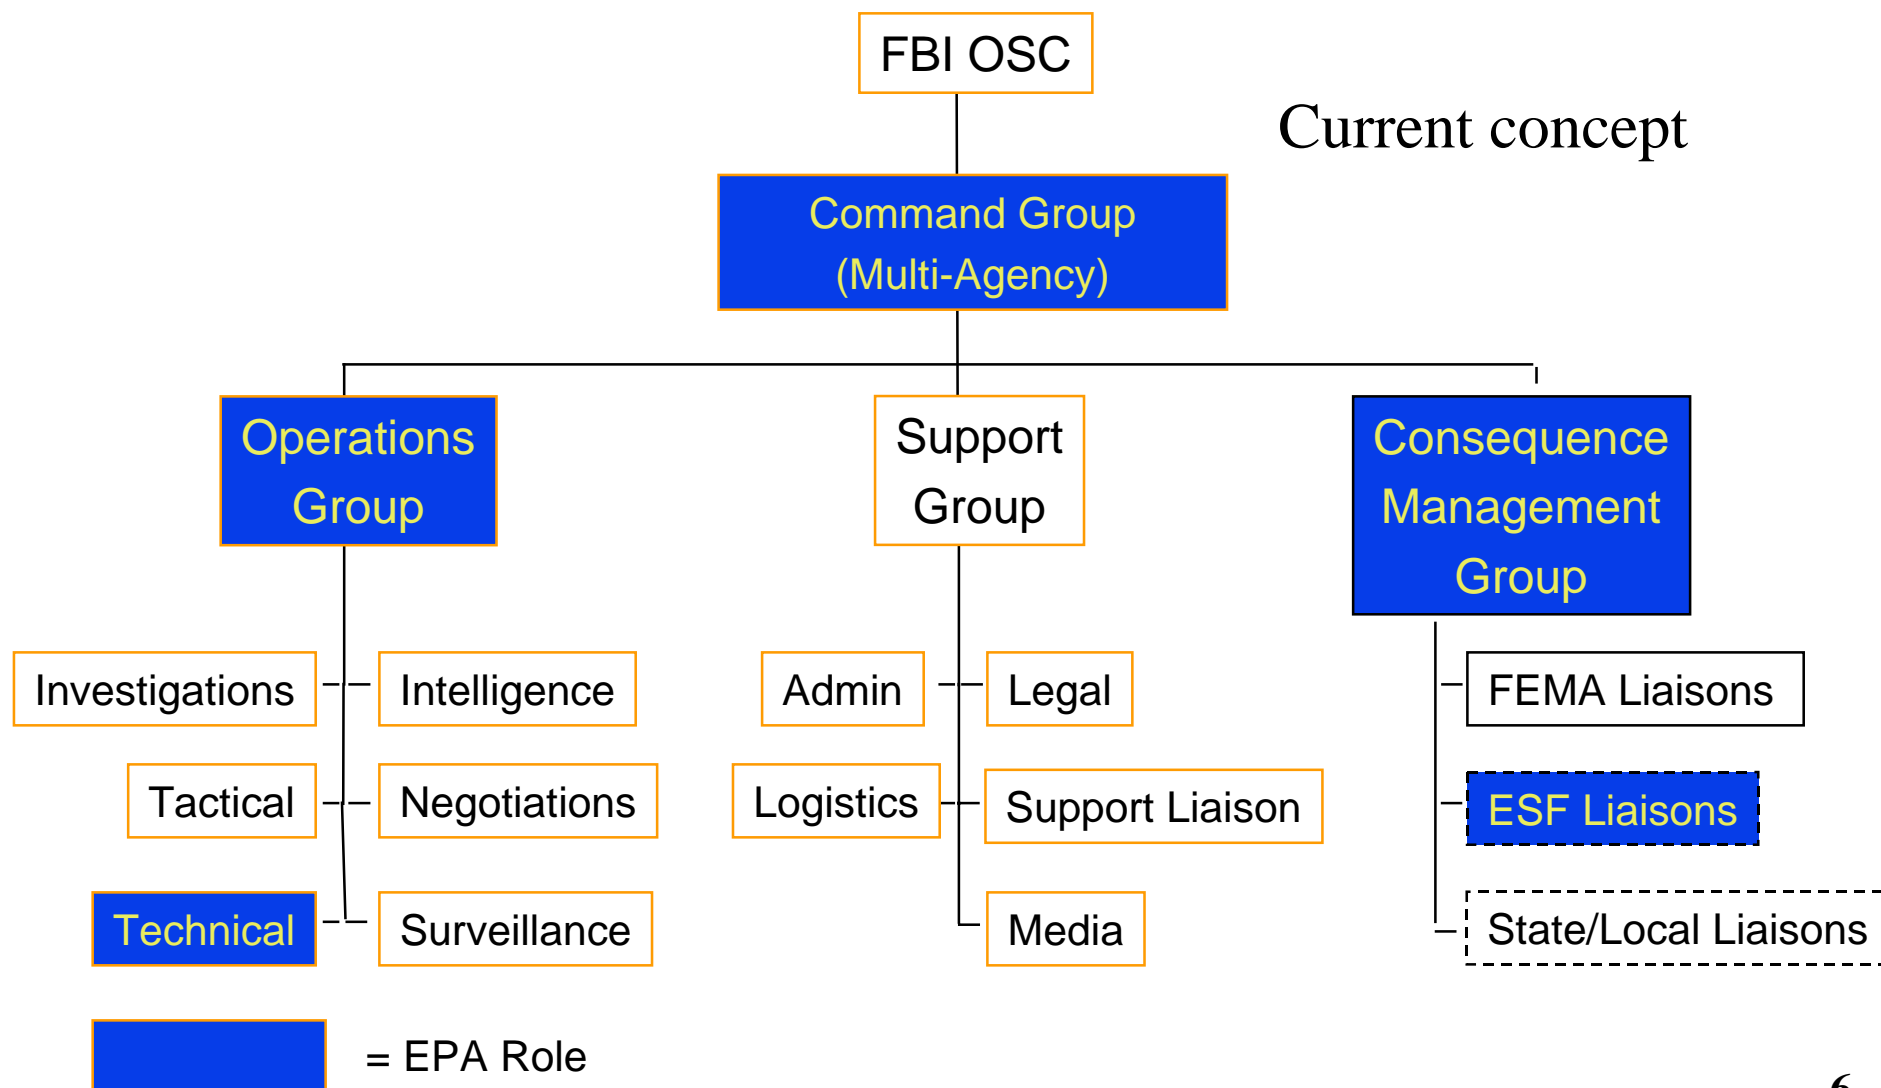 FBI OSC
Current concept
Command Group
(Multi-Agency)
Operations
Group
Support
Group
Consequence
Management
Group
Investigations
Intelligence
Admin
Legal
FEMA Liaisons
Tactical
Negotiations
Logistics
Support Liaison
ESF Liaisons
Technical
Surveillance
Media
State/Local Liaisons
= EPA Role